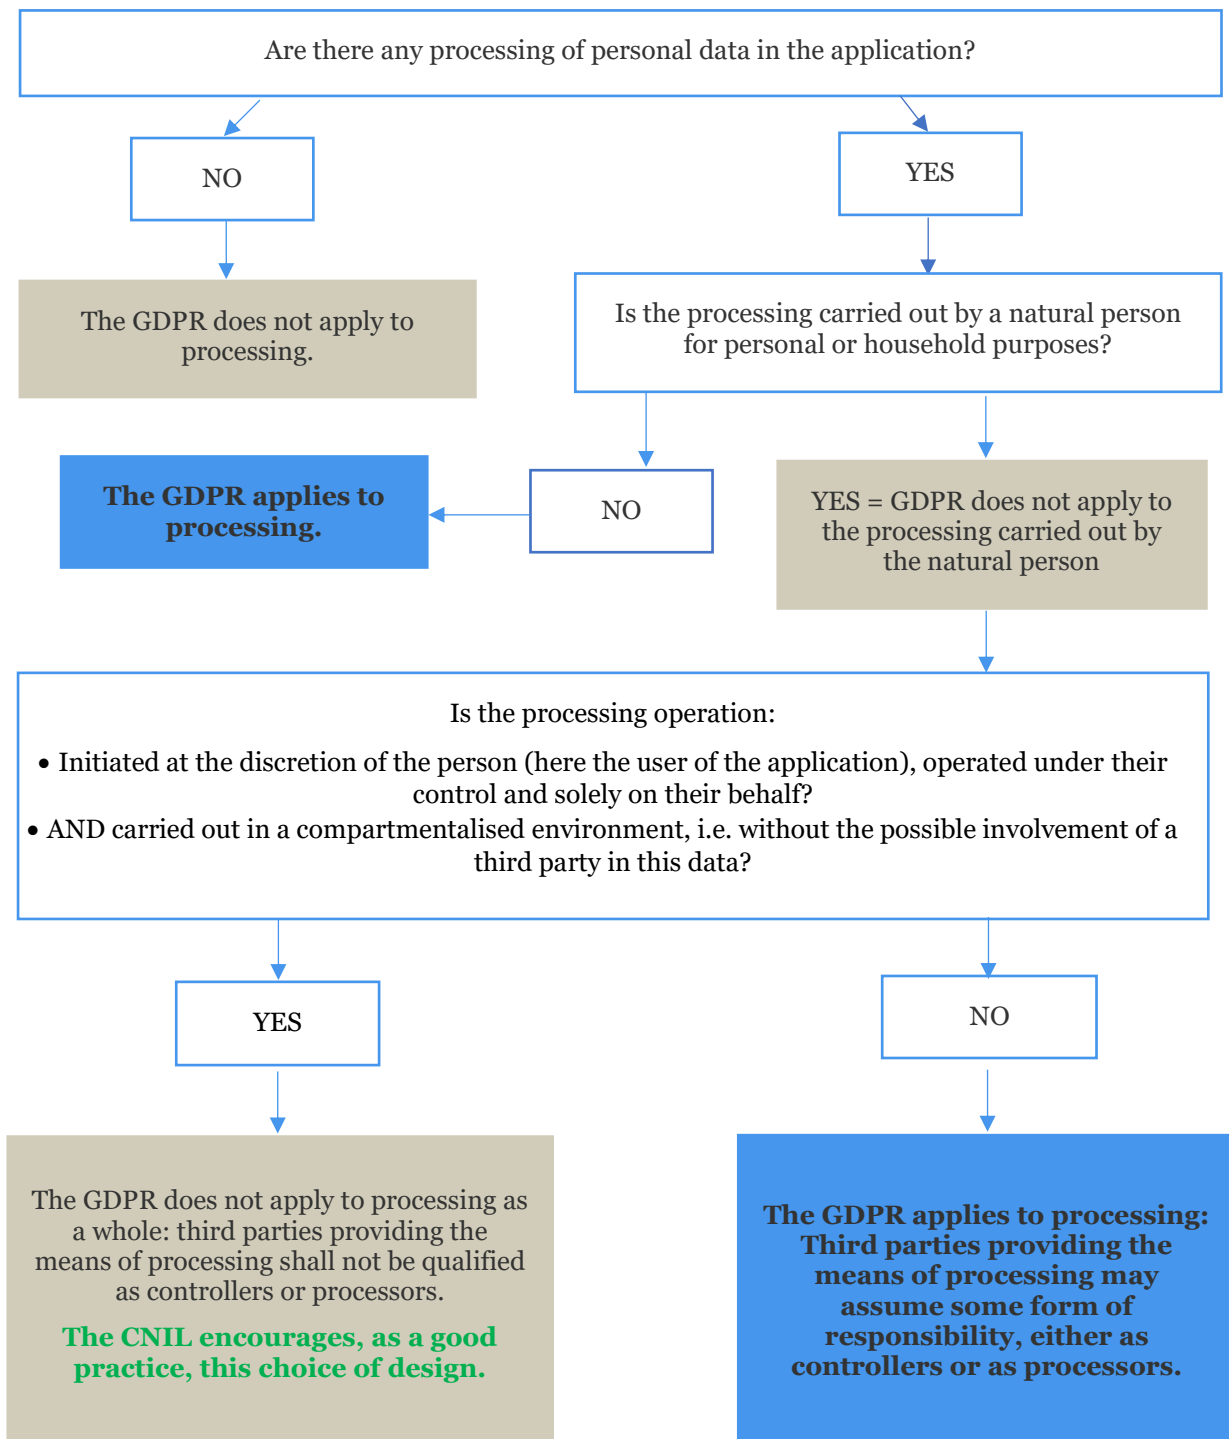 Are there any processing of personal data in the application?
NO
YES
The GDPR does not apply to
processing.
Is the processing carried out by a natural person
for personal or household purposes?
The GDPR applies to
processing.
NO
YES = GDPR does not apply to
the processing carried out by
the natural person
Is the processing operation:
• Initiated at the discretion of the person (here the user of the application), operated under their
control and solely on their behalf?
• AND carried out in a compartmentalised environment, i.e. without the possible involvement of a
third party in this data?
YES
NO
The GDPR does not apply to processing as
a whole: third parties providing the
means of processing shall not be qualified
as controllers or processors.
The CNIL encourages, as a good
practice, this choice of design.
The GDPR applies to processing:
Third parties providing the
means of processing may
assume some form of
responsibility, either as
controllers or as processors.